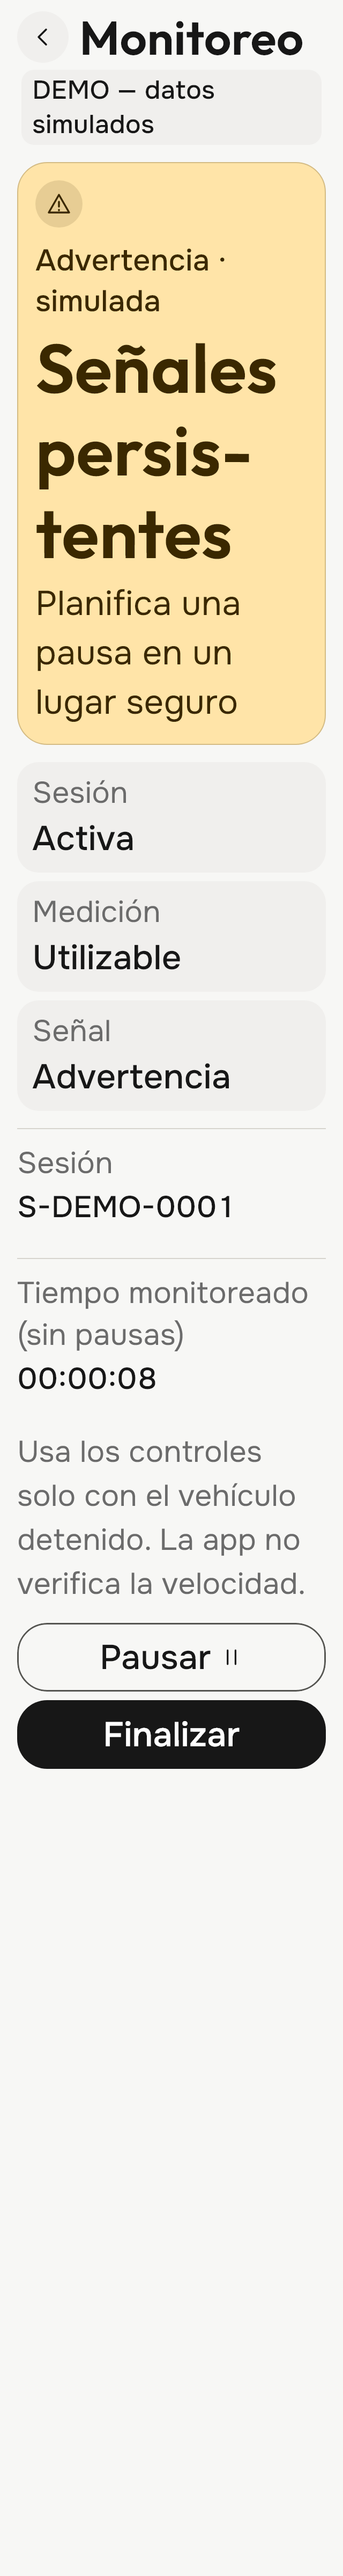 Monitoreo
DEMO — datos
simulados
Advertencia ·
simulada
Señales
persis-
tentes
Planifica una
pausa en un
lugar seguro
Sesión
Activa
Medición
Utilizable
Señal
Advertencia
Sesión
S-DEMO-0001
Tiempo monitoreado
(sin pausas)
00:00:08
Usa los controles
solo con el vehículo
detenido. La app no
verifica la velocidad.
Pausar
Finalizar